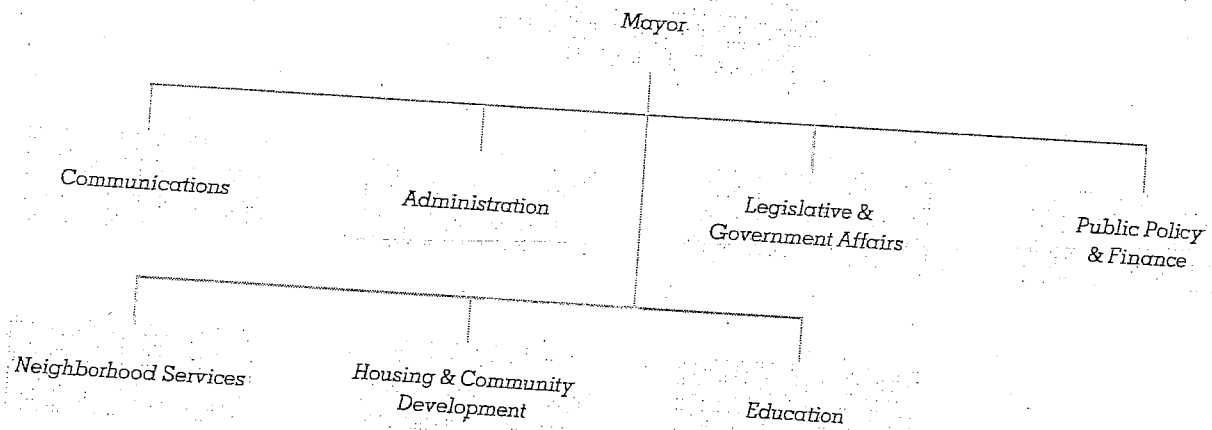 Mayor
Communications
Administration
Legislative &
Government Affairs
Public Policy
& Finance
Neighborhood Services
Housing & Community
Development
Education